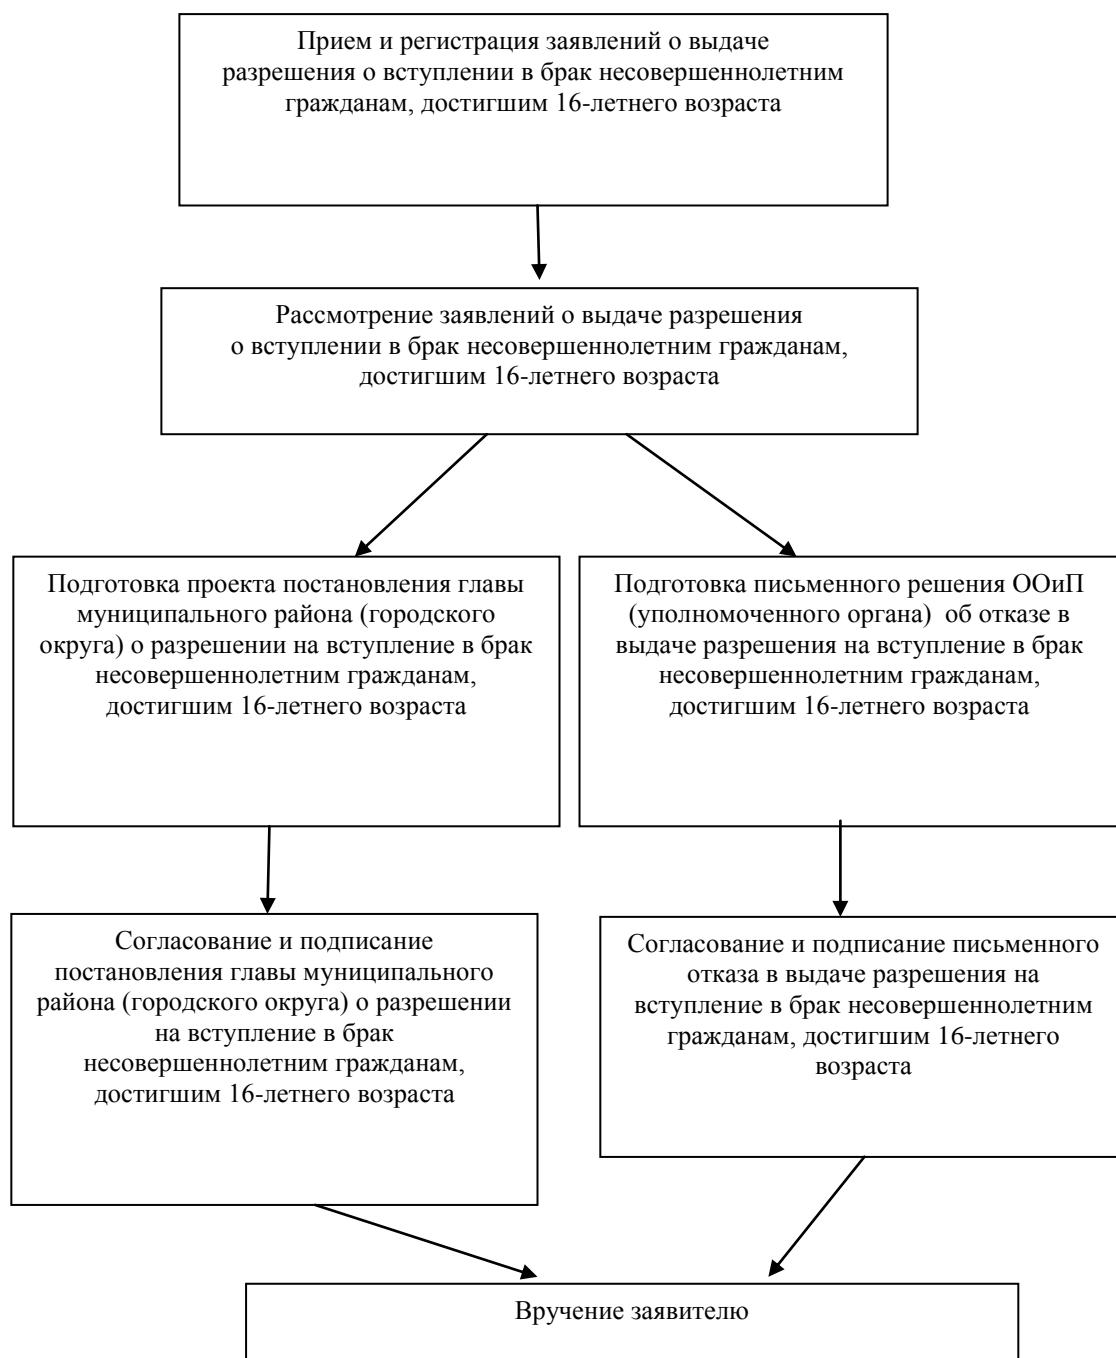 Прием и регистрация заявлений о выдаче
разрешения о вступлении в брак несовершеннолетним
гражданам, достигшим 16-летнего возраста
Рассмотрение заявлений о выдаче разрешения
о вступлении в брак несовершеннолетним гражданам,
достигшим 16-летнего возраста
Подготовка проекта постановления главы
муниципального района (городского
округа) о разрешении на вступление в брак
несовершеннолетним гражданам,
достигшим 16-летнего возраста
Подготовка письменного решения ООиП
(уполномоченного органа) об отказе в
выдаче разрешения на вступление в брак
несовершеннолетним гражданам,
достигшим 16-летнего возраста
Согласование и подписание
постановления главы муниципального
района (городского округа) о разрешении
на вступление в брак
несовершеннолетним гражданам,
достигшим 16-летнего возраста
Согласование и подписание письменного
отказа в выдаче разрешения на
вступление в брак несовершеннолетним
гражданам, достигшим 16-летнего
возраста
Вручение заявителю